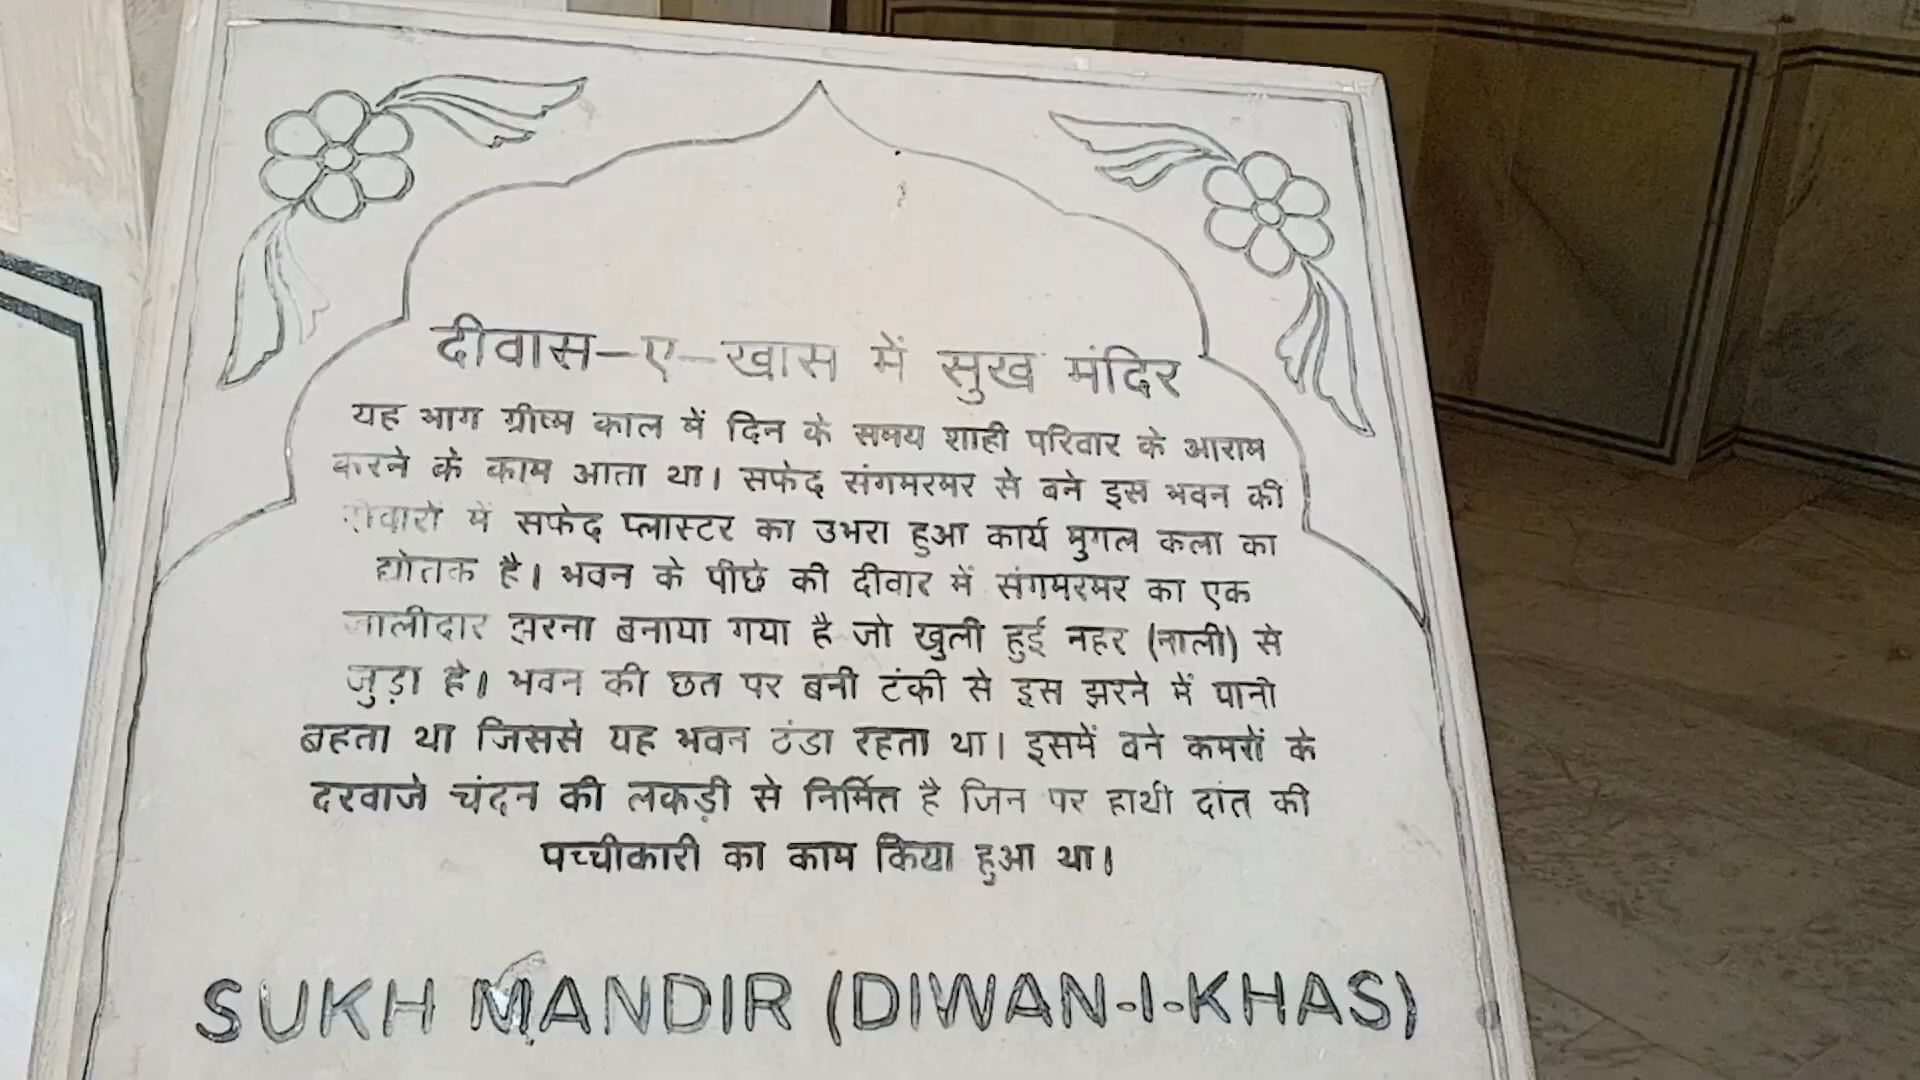 दीवास-ए-खास में सुख मंदिर
यह भाग ग्रीष्म काल में दिन के समय शाही परिवार के आराम
करने के काम आता था। सफेद संगमरमर से बने इस भवन की
दीवारों में सफेद प्लास्टर का उभरा हुआ कार्य मुगल कला का
द्योतक है। भवन के पीछे की दीवार में संगमरमर का एक
जालीदार झरना बनाया गया है जो खुली हुई नहर (नाली) से
जुड़ा है। भवन की छत पर बनी टंकी से इस झरने में पानी
बहता था जिससे यह भवन ठंडा रहता था। इसमें बने कमरों के
दरवाजे चंदन की लकड़ी से निर्मित है जिन पर हाथी दांत की
पच्चीकारी का काम किया हुआ था।
SUKH MANDIR (DIWAN-I-KHAS)